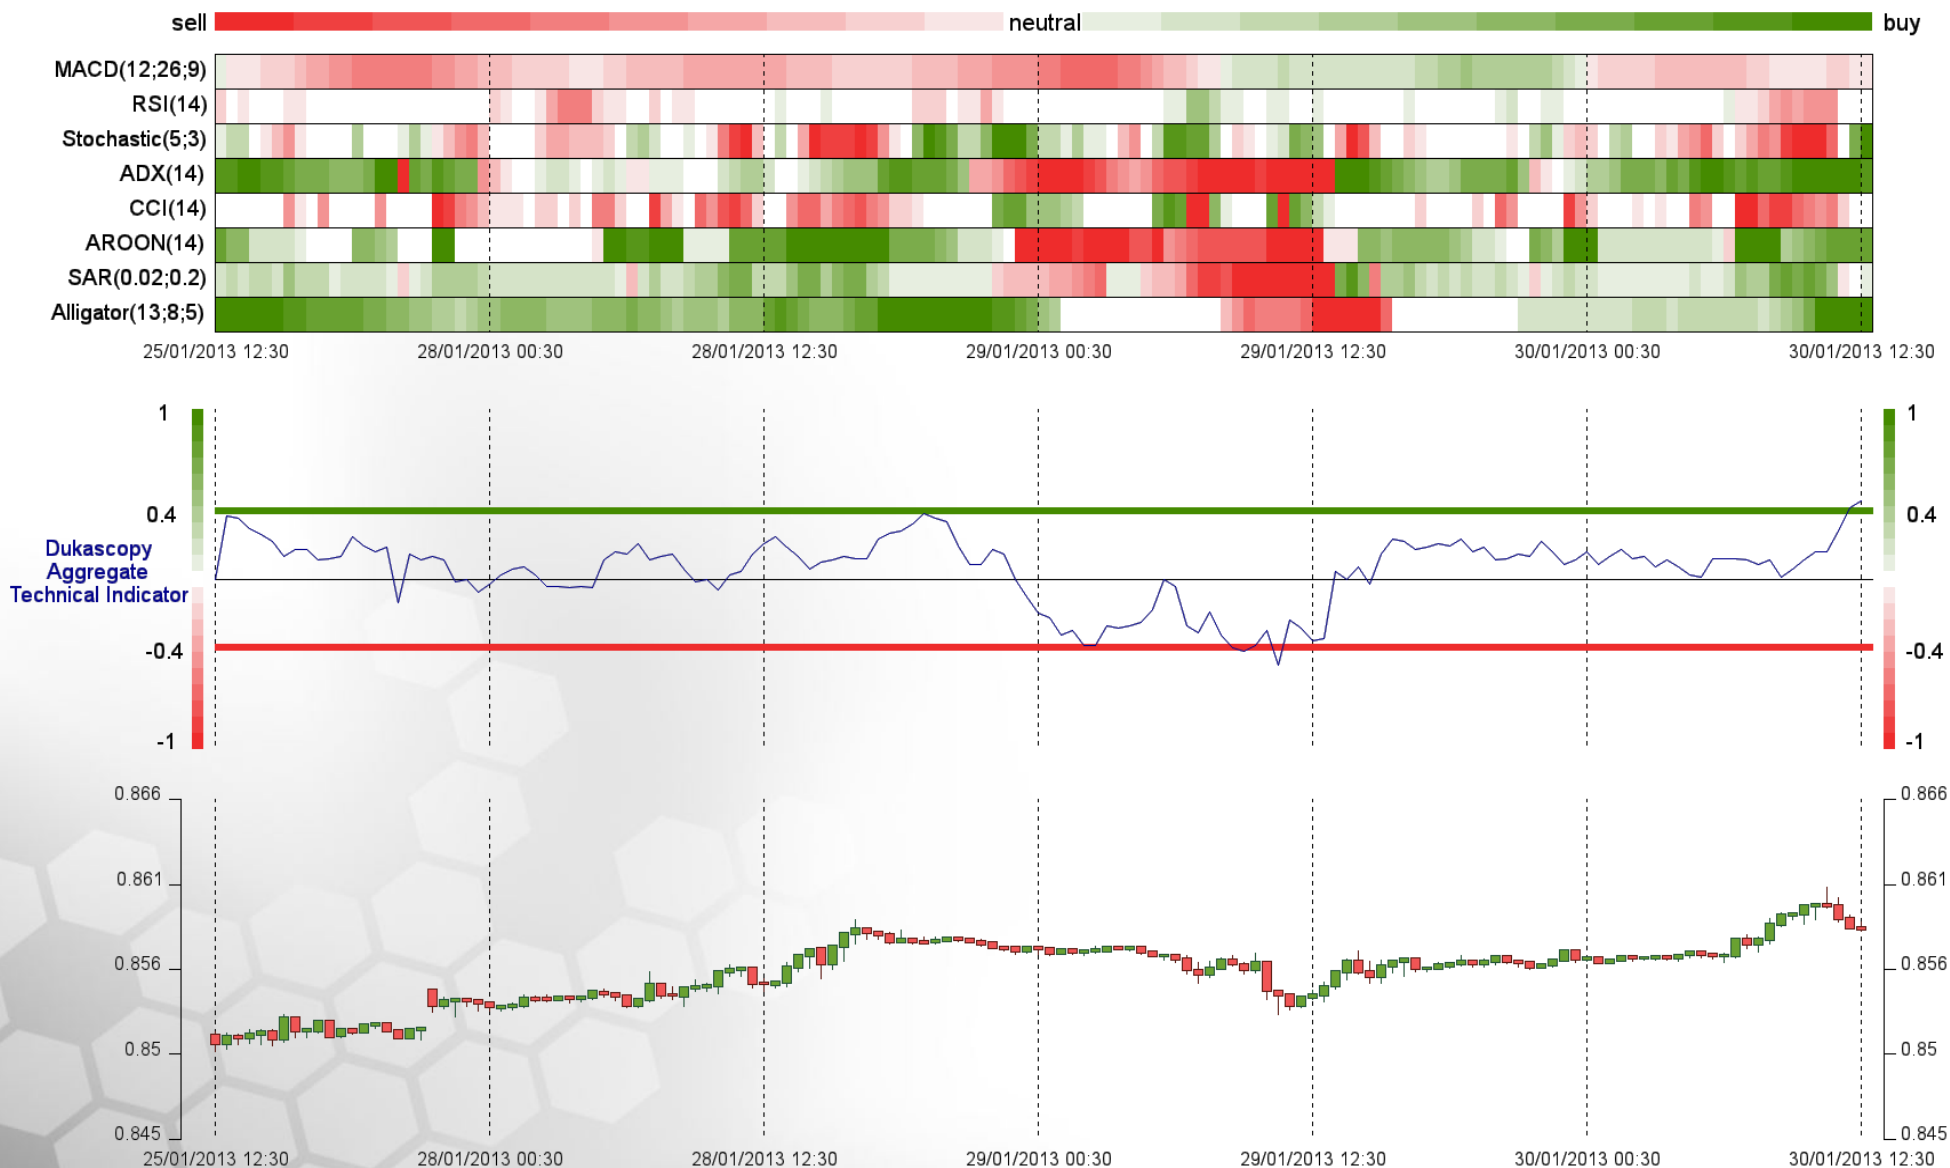 sell neutral buy
MACD(12;26;9)
RSI(14)
Stochastic(5;3)
ADX(14)
CCI(14)
AROON(14)
SAR(0.02;0.2)
Alligator(13;8;5)
25/01/2013 12:30 28/01/2013 00:30 28/01/2013 12:30 29/01/2013 00:30 29/01/2013 12:30 30/01/2013 00:30 30/01/2013 12:30
1 1
0.4 0.4
Dukascopy
Aggregate
Technical Indicator
-0.4 -0.4
-1 -1
0.866 0.866
0.861 0.861
0.856 0.856
0.85 0.85
0.845 0.845
25/01/2013 12:30 28/01/2013 00:30 28/01/2013 12:30 29/01/2013 00:30 29/01/2013 12:30 30/01/2013 00:30 30/01/2013 12:30